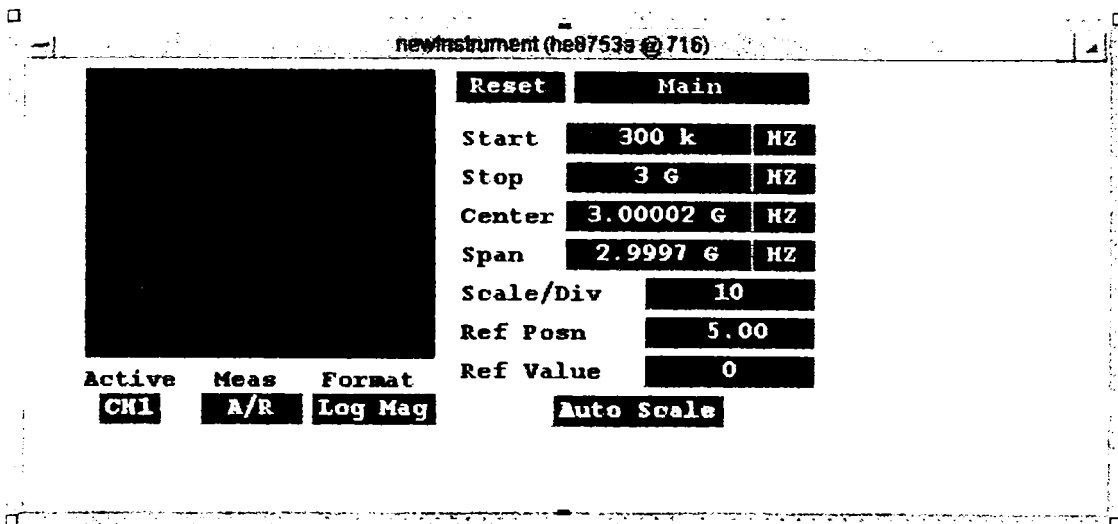 newInstrument (he8753a @ 716)
Reset Main
Start 300 k HZ
Stop 3 G HZ
Center 3.00002 G HZ
Span 2.9997 G HZ
Scale/Div 10
Ref Posn 5.00
Ref Value 0
Active Meas Format
CH1 A/R Log Mag
Auto Scale